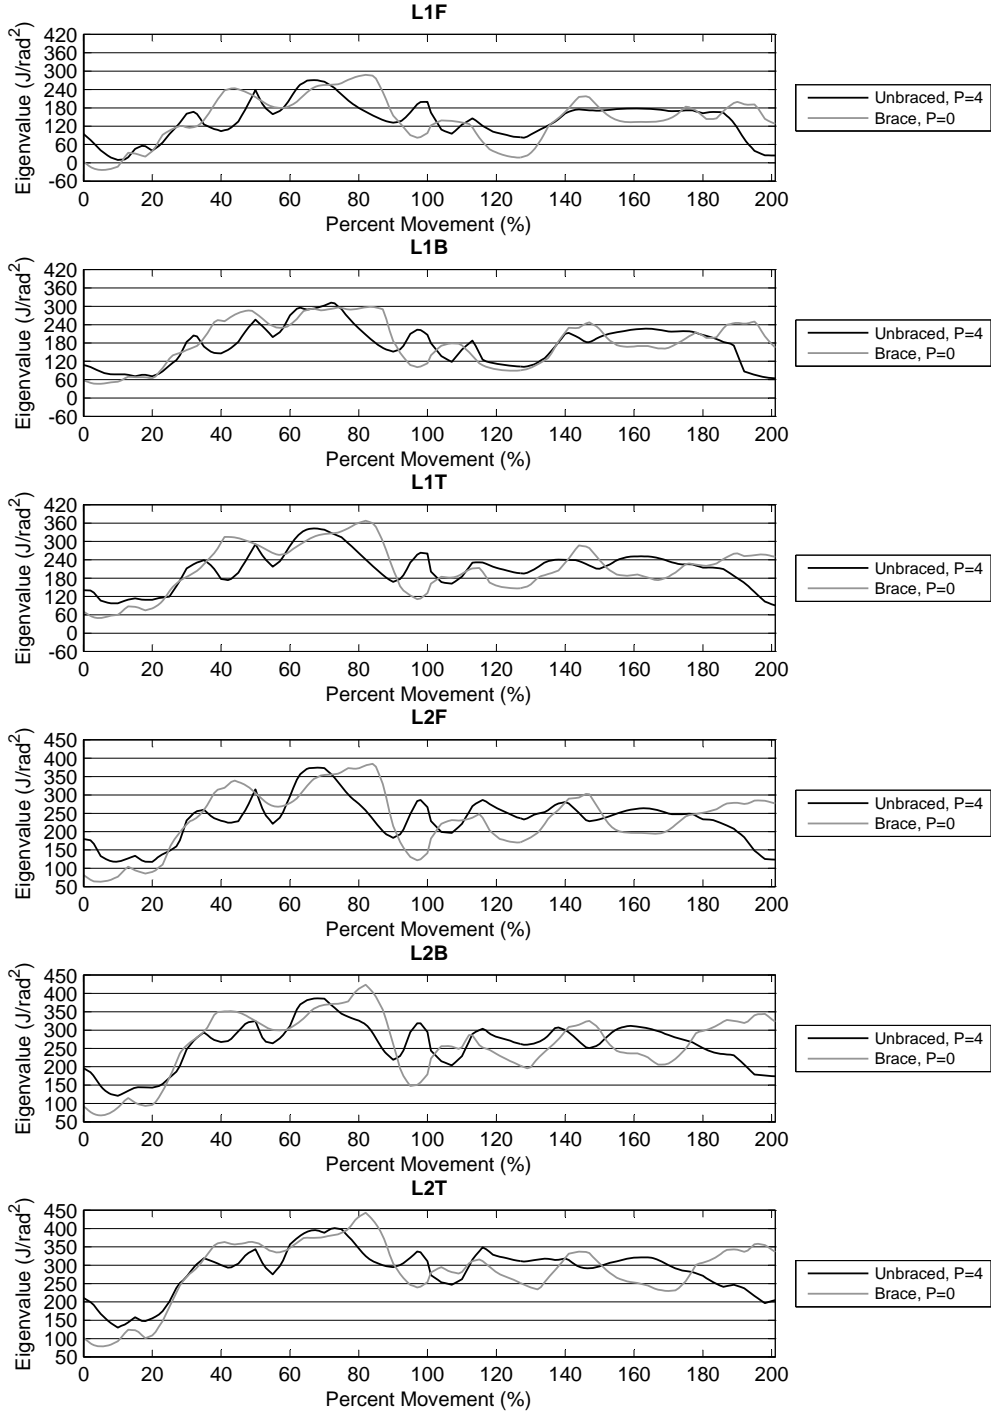 L1F
420
360
300
240
180
120
60
0
-60
Eigenvalue (J/rad²)
0 20 40 60 80 100 120 140 160 180 200
Percent Movement (%)
Unbraced, P=4
Brace, P=0
L1B
420
360
300
240
180
120
60
0
-60
Eigenvalue (J/rad²)
0 20 40 60 80 100 120 140 160 180 200
Percent Movement (%)
Unbraced, P=4
Brace, P=0
L1T
420
360
300
240
180
120
60
0
-60
Eigenvalue (J/rad²)
0 20 40 60 80 100 120 140 160 180 200
Percent Movement (%)
Unbraced, P=4
Brace, P=0
L2F
450
400
350
300
250
200
150
100
50
Eigenvalue (J/rad²)
0 20 40 60 80 100 120 140 160 180 200
Percent Movement (%)
Unbraced, P=4
Brace, P=0
L2B
450
400
350
300
250
200
150
100
50
Eigenvalue (J/rad²)
0 20 40 60 80 100 120 140 160 180 200
Percent Movement (%)
Unbraced, P=4
Brace, P=0
L2T
450
400
350
300
250
200
150
100
50
Eigenvalue (J/rad²)
0 20 40 60 80 100 120 140 160 180 200
Percent Movement (%)
Unbraced, P=4
Brace, P=0